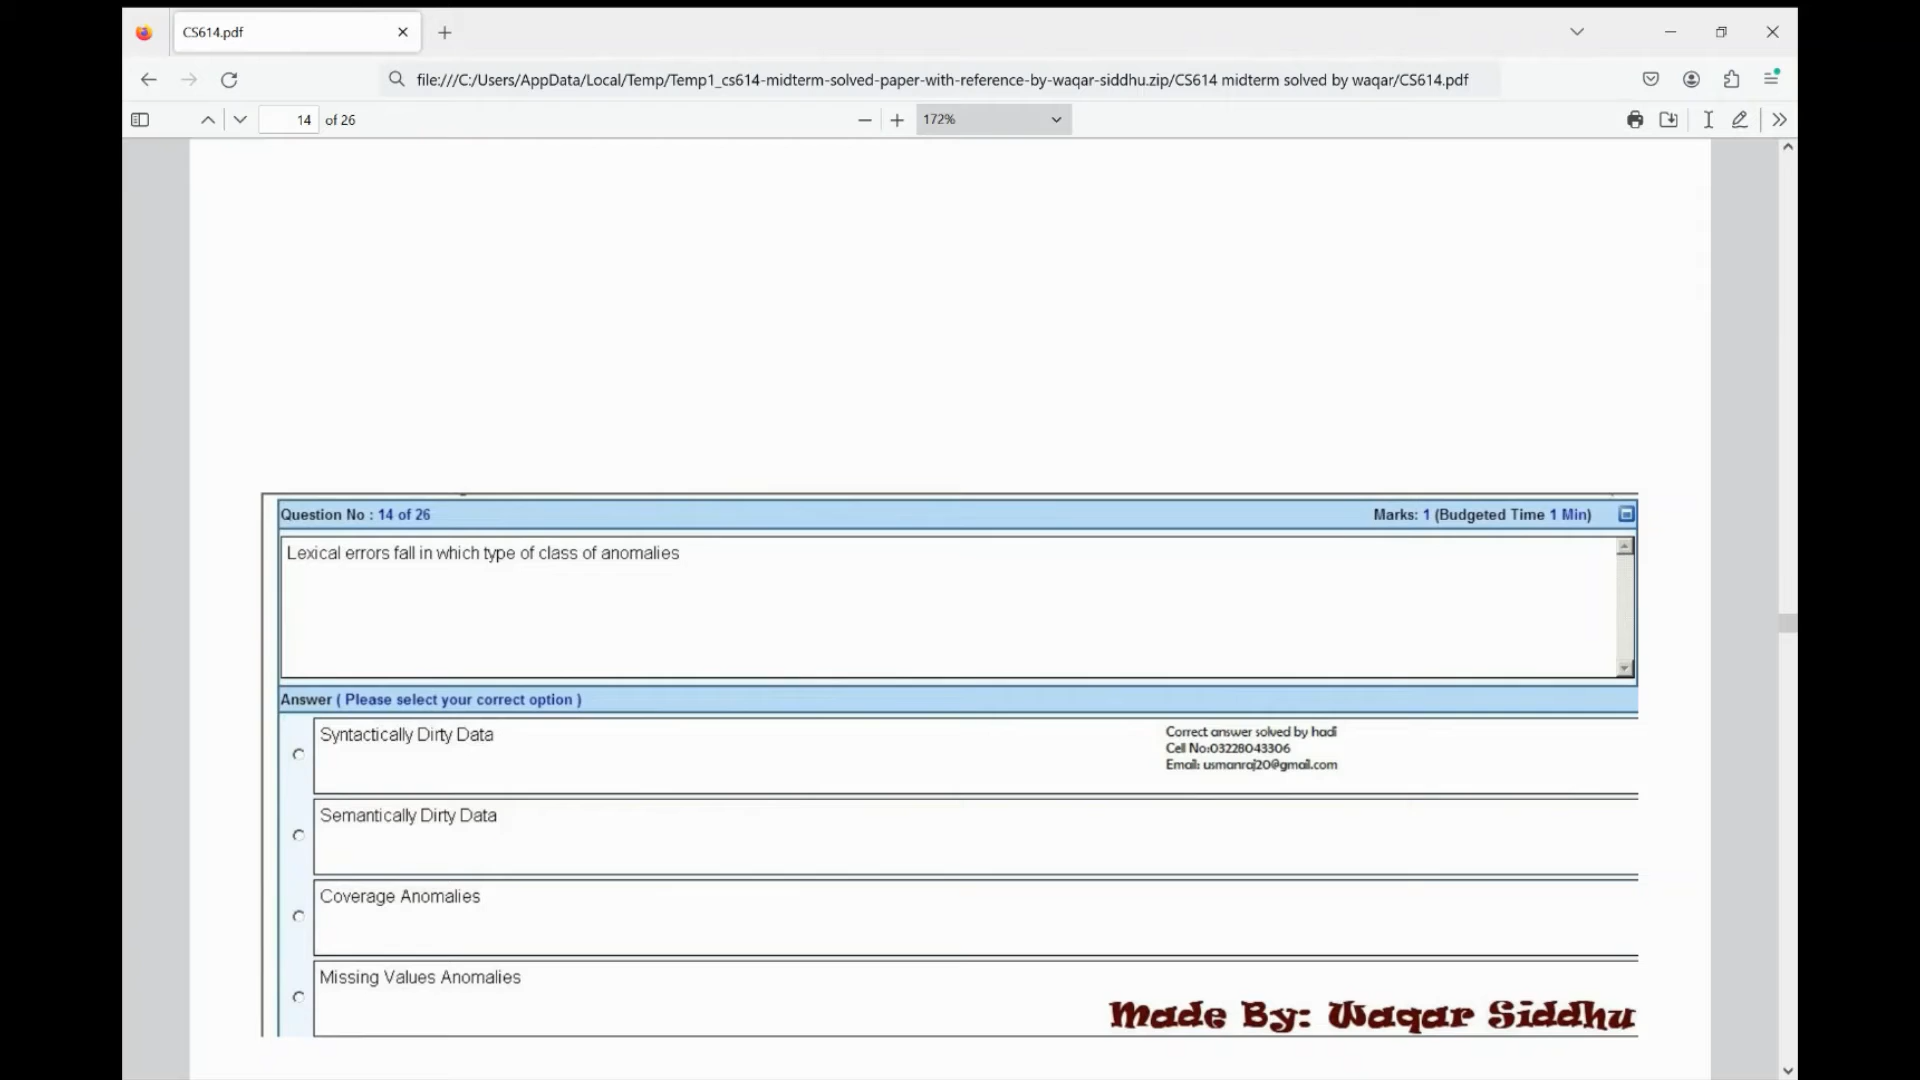 CS614.pdf
file:///C:/Users/AppData/Local/Temp/Temp1_cs614-midterm-solved-paper-with-reference-by-waqar-siddhu.zip/CS614 midterm solved by waqar/CS614.pdf
14 of 26
172%
Question No : 14 of 26 Marks: 1 (Budgeted Time 1 Min)
Lexical errors fall in which type of class of anomalies
Answer ( Please select your correct option )
Syntactically Dirty Data
Correct answer solved by hadi
Cell No:03228043306
Email: usmanraj20@gmail.com
Semantically Dirty Data
Coverage Anomalies
Missing Values Anomalies
Made By: Waqar Siddhu